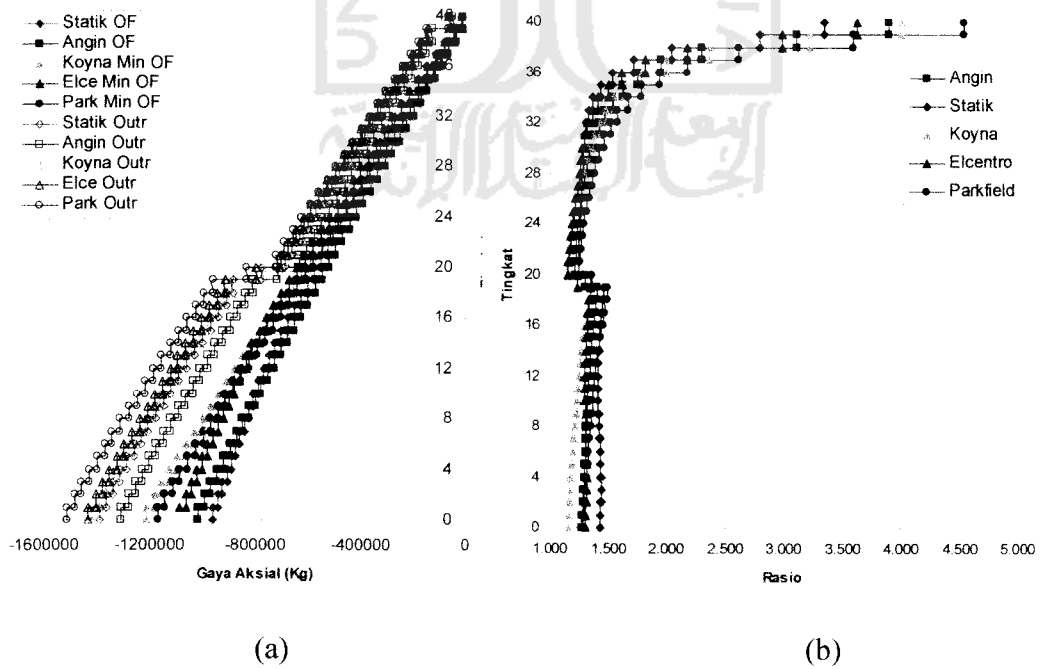 Statik OF
Angin OF
Koyna Min OF
Elce Min OF
Park Min OF
Statik Outr
Angin Outr
Koyna Outr
Elce Outr
Park Outr
40
32
28
24
20
16
12
8
4
0
-1600000 -1200000 -800000 -400000 0
Gaya Aksial (Kg)
(a)
Tingkat
40
36
32
28
24
20
16
12
8
4
0
1.000 1.500 2.000 2.500 3.000 3.500 4.000 4.500 5.000
Rasio
Angin
Statik
Koyna
Elcentro
Parkfield
(b)